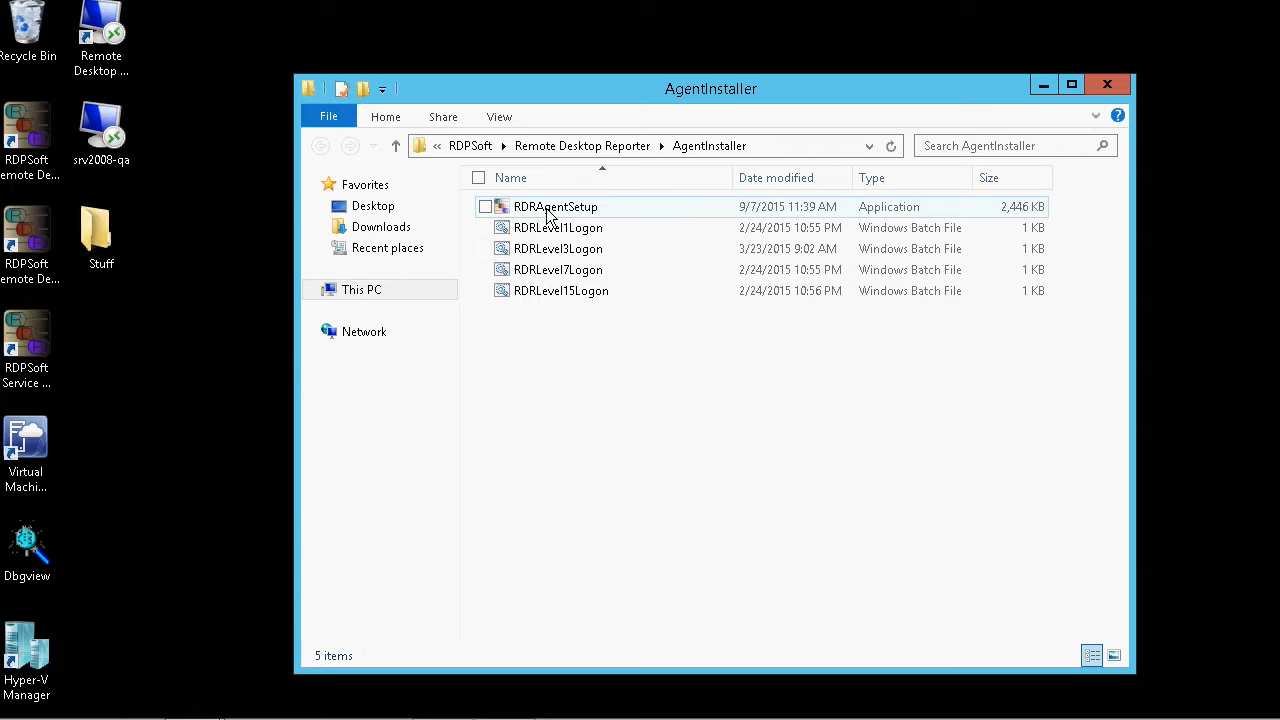 Recycle Bin
Remote
Desktop ...
RDPSoft
Remote De...
srv2008-qa
RDPSoft
Remote De...
Stuff
RDPSoft
Service ...
Virtual
Machi...
Dbgview
Hyper-V
Manager
AgentInstaller
File
Home
Share
View
« RDPSoft
Remote Desktop Reporter
AgentInstaller
Search AgentInstaller
Favorites
Desktop
Downloads
Recent places
This PC
Network
Name Date modified Type Size
RDRAgentSetup 9/7/2015 11:39 AM Application 2,446 KB
RDRLevel1Logon 2/24/2015 10:55 PM Windows Batch File 1 KB
RDRLevel3Logon 3/23/2015 9:02 AM Windows Batch File 1 KB
RDRLevel7Logon 2/24/2015 10:55 PM Windows Batch File 1 KB
RDRLevel15Logon 2/24/2015 10:56 PM Windows Batch File 1 KB
5 items